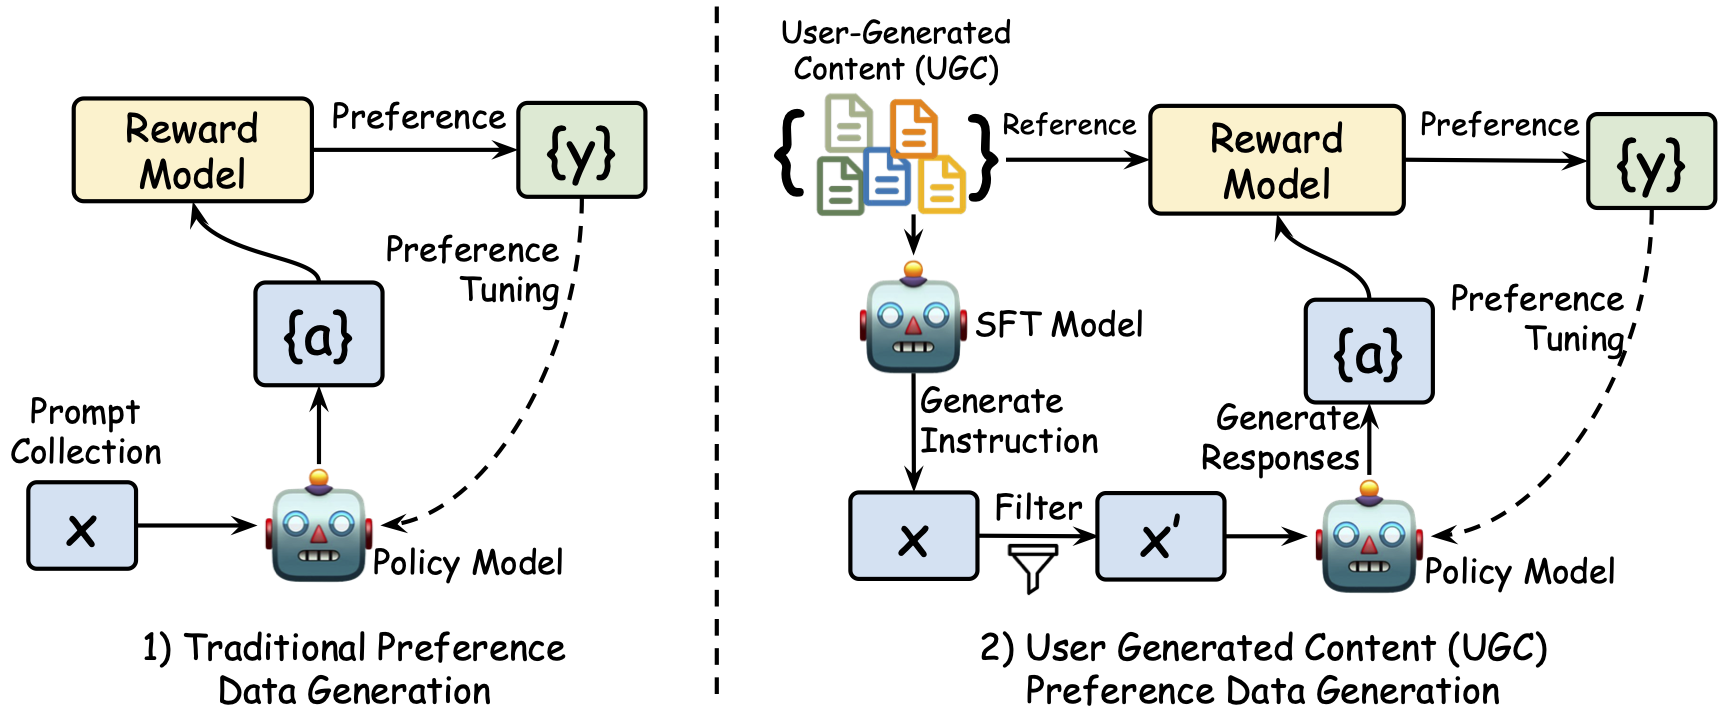 Reward
Model
Preference
{y}
Preference
Tuning
{a}
Prompt
Collection
x
Policy Model
1) Traditional Preference
Data Generation
User-Generated
Content (UGC)
{ }
Reference
Reward
Model
Preference
{y}
SFT Model
Preference
Tuning
{a}
Generate
Instruction
Generate
Responses
x
Filter
x'
Policy Model
2) User Generated Content (UGC)
Preference Data Generation